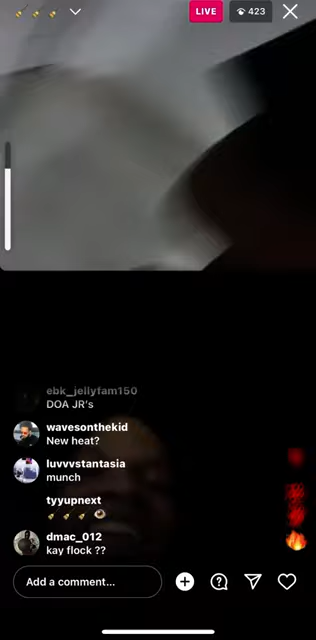 LIVE
423
ebk_jellyfam150
DOA JR's
wavesonthekid
New heat?
luvvvstantasia
munch
tyyupnext
dmac_012
kay flock ??
Add a comment...